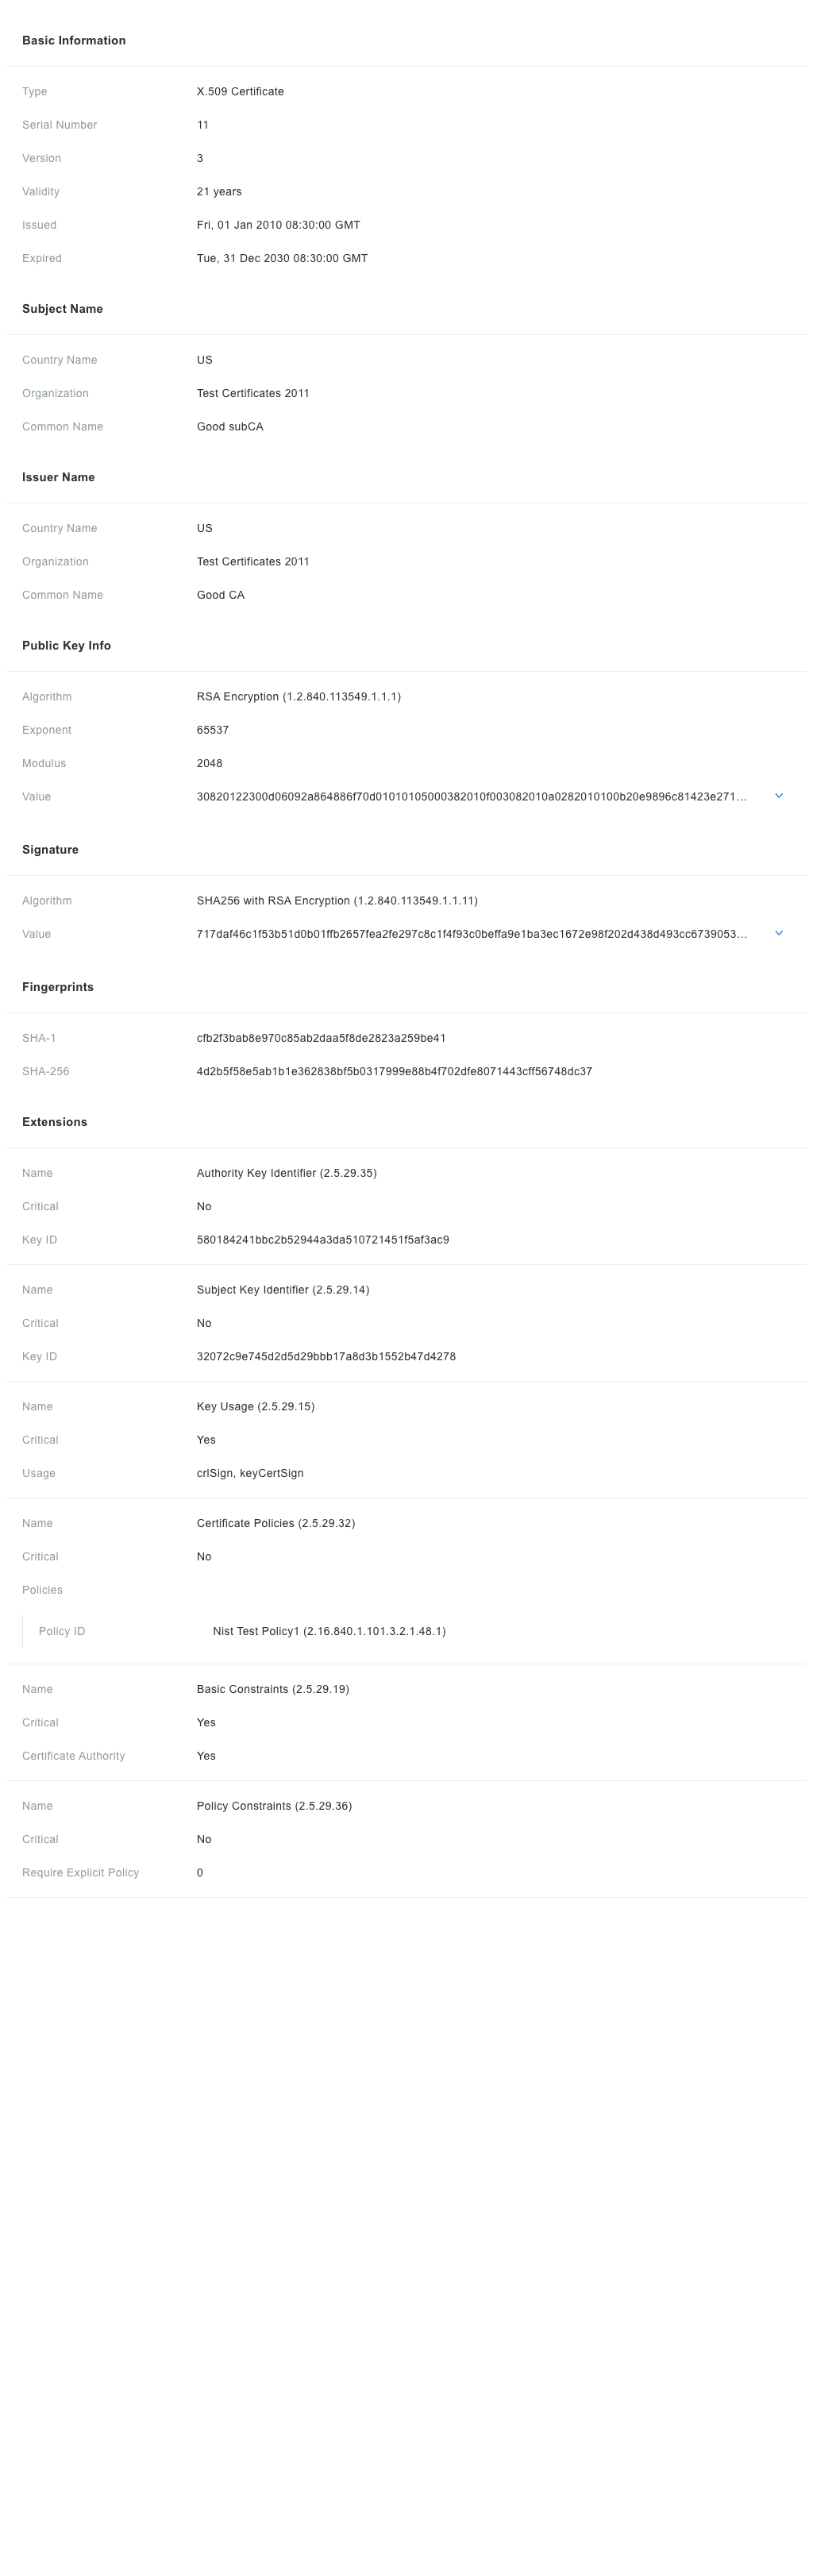 Basic Information
Type X.509 Certificate
Serial Number 11
Version 3
Validity 21 years
Issued Fri, 01 Jan 2010 08:30:00 GMT
Expired Tue, 31 Dec 2030 08:30:00 GMT
Subject Name
Country Name US
Organization Test Certificates 2011
Common Name Good subCA
Issuer Name
Country Name US
Organization Test Certificates 2011
Common Name Good CA
Public Key Info
Algorithm RSA Encryption (1.2.840.113549.1.1.1)
Exponent 65537
Modulus 2048
Value 30820122300d06092a864886f70d01010105000382010f003082010a0282010100b20e9896c81423e271...
Signature
Algorithm SHA256 with RSA Encryption (1.2.840.113549.1.1.11)
Value 717daf46c1f53b51d0b01ffb2657fea2fe297c8c1f4f93c0beffa9e1ba3ec1672e98f202d438d493cc6739053...
Fingerprints
SHA-1 cfb2f3bab8e970c85ab2daa5f8de2823a259be41
SHA-256 4d2b5f58e5ab1b1e362838bf5b0317999e88b4f702dfe8071443cff56748dc37
Extensions
Name Authority Key Identifier (2.5.29.35)
Critical No
Key ID 580184241bbc2b52944a3da510721451f5af3ac9
Name Subject Key Identifier (2.5.29.14)
Critical No
Key ID 32072c9e745d2d5d29bbb17a8d3b1552b47d4278
Name Key Usage (2.5.29.15)
Critical Yes
Usage crlSign, keyCertSign
Name Certificate Policies (2.5.29.32)
Critical No
Policies
Policy ID Nist Test Policy1 (2.16.840.1.101.3.2.1.48.1)
Name Basic Constraints (2.5.29.19)
Critical Yes
Certificate Authority Yes
Name Policy Constraints (2.5.29.36)
Critical No
Require Explicit Policy 0